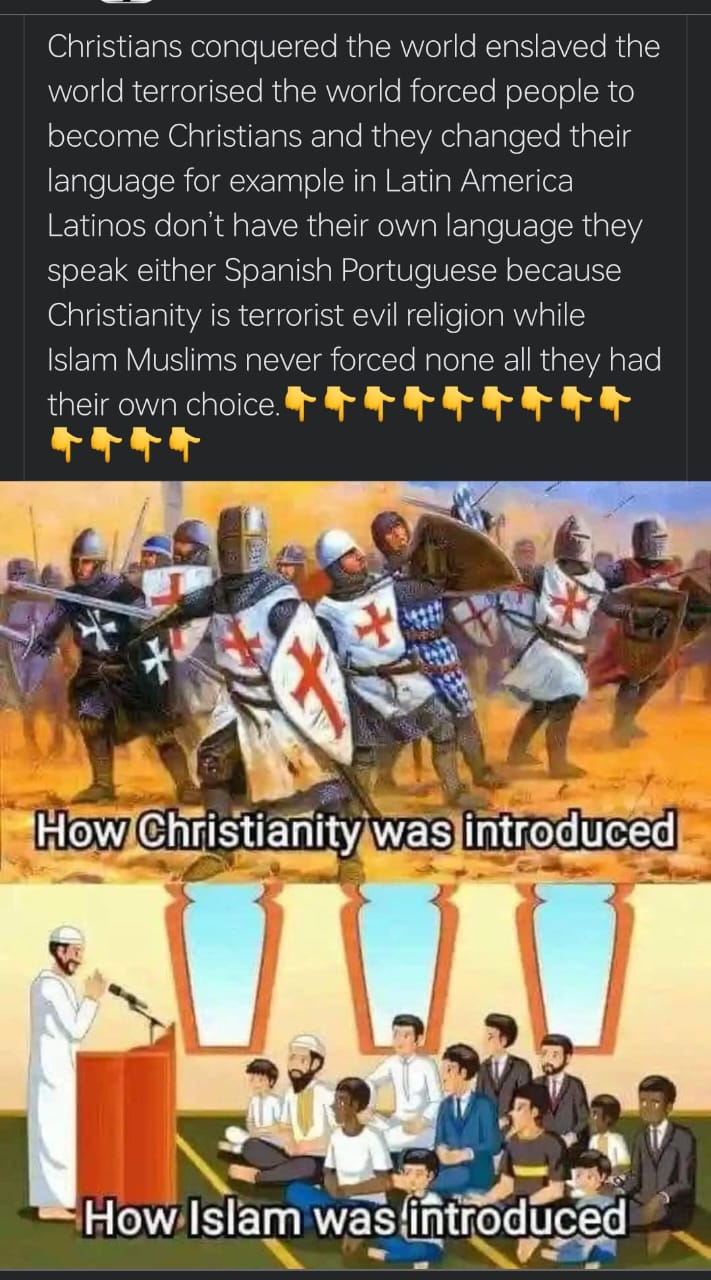 Christians conquered the world enslaved the
world terrorised the world forced people to
become Christians and they changed their
language for example in Latin America
Latinos don't have their own language they
speak either Spanish Portuguese because
Christianity is terrorist evil religion while
Islam Muslims never forced none all they had
their own choice.👇👇👇👇👇👇👇👇👇
👇👇👇👇
How Christianity was introduced
How Islam was introduced